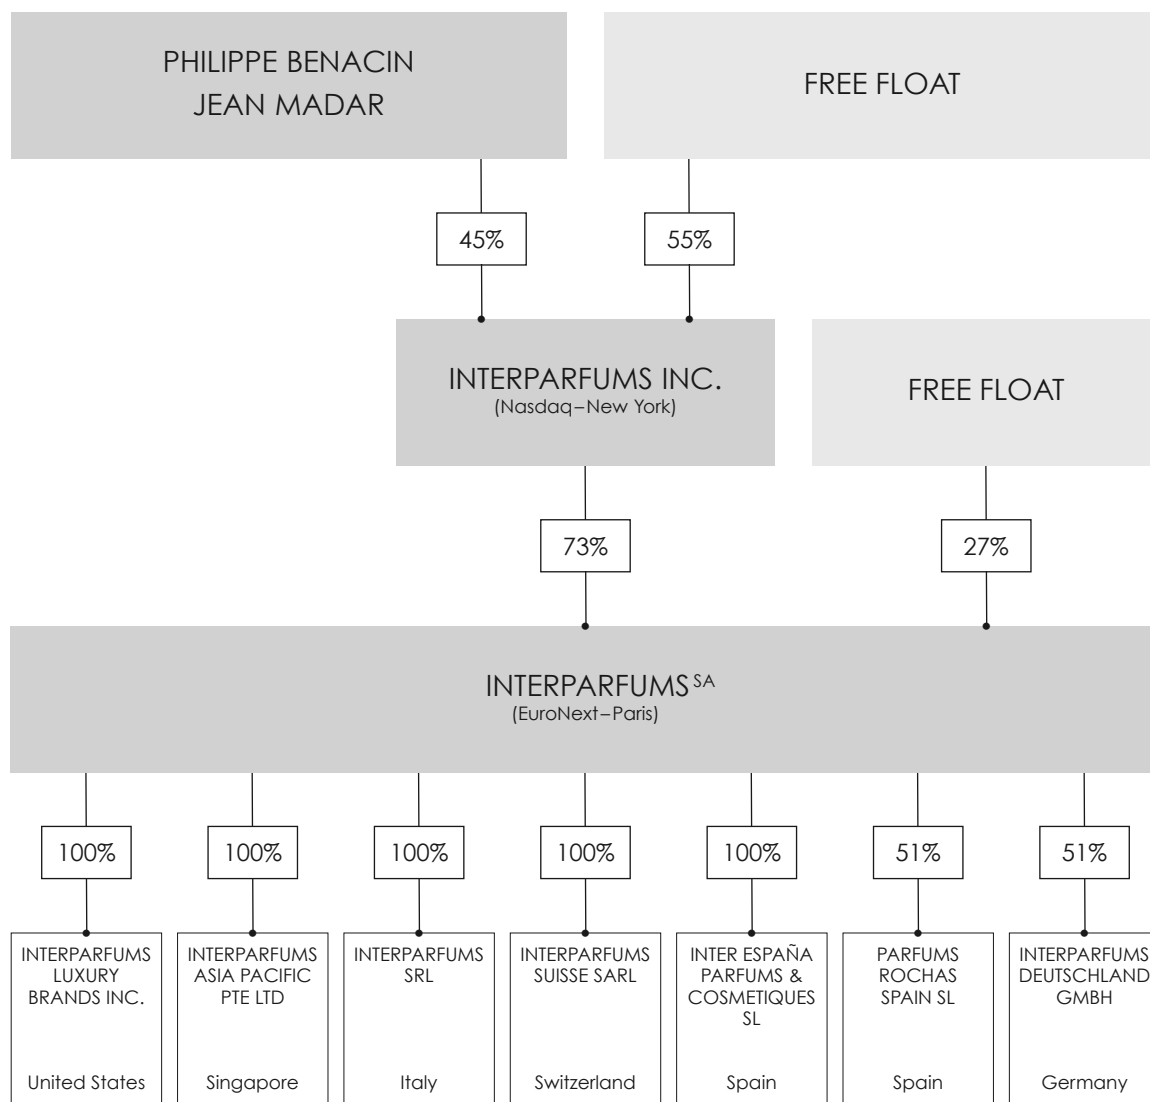 PHILIPPE BENACIN
JEAN MADAR
FREE FLOAT
45%
55%
INTERPARFUMS INC.
(Nasdaq–New York)
FREE FLOAT
73%
27%
INTERPARFUMS SA
(EuroNext–Paris)
100%
100%
100%
100%
100%
51%
51%
INTERPARFUMS
LUXURY
BRANDS INC.
United States
INTERPARFUMS
ASIA PACIFIC
PTE LTD
Singapore
INTERPARFUMS
SRL
Italy
INTERPARFUMS
SUISSE SARL
Switzerland
INTER ESPAÑA
PARFUMS &
COSMETIQUES
SL
Spain
PARFUMS
ROCHAS
SPAIN SL
Spain
INTERPARFUMS
DEUTSCHLAND
GMBH
Germany